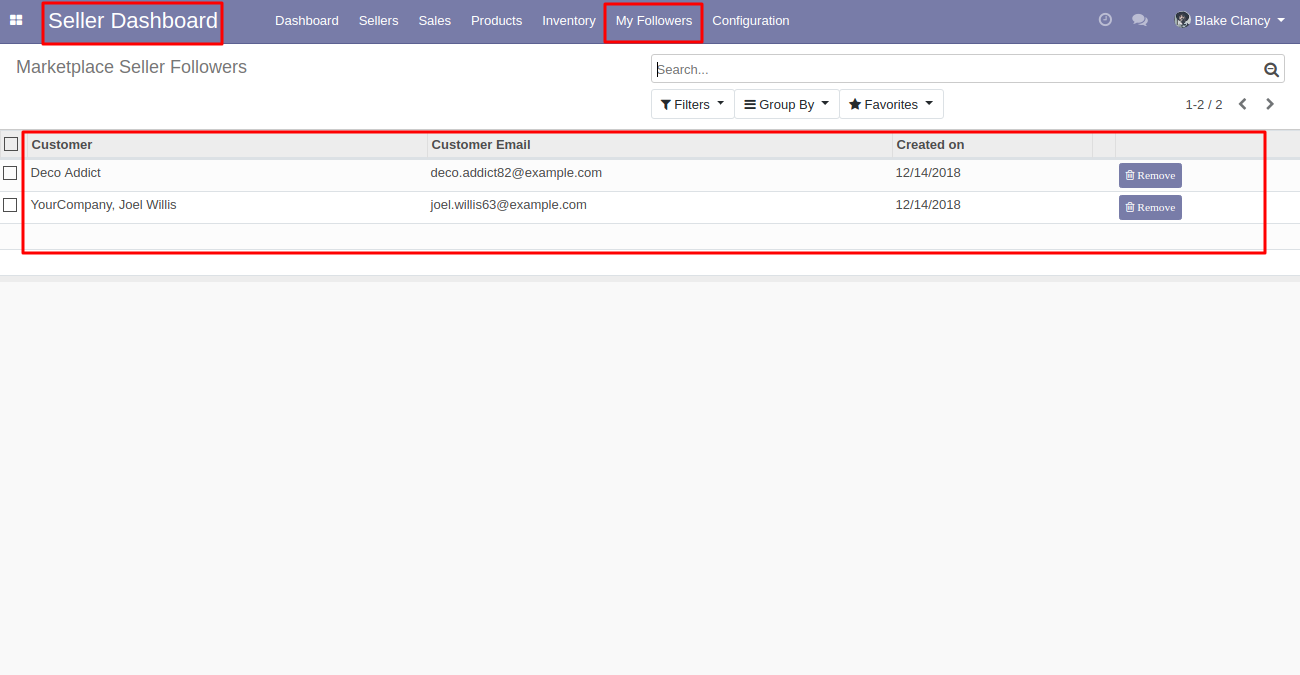 Seller Dashboard Dashboard Sellers Sales Products Inventory My Followers Configuration Blake Clancy
Marketplace Seller Followers
Search...
Filters Group By Favorites 1-2 / 2
Customer Customer Email Created on
Deco Addict deco.addict82@example.com 12/14/2018 Remove
YourCompany, Joel Willis joel.willis63@example.com 12/14/2018 Remove